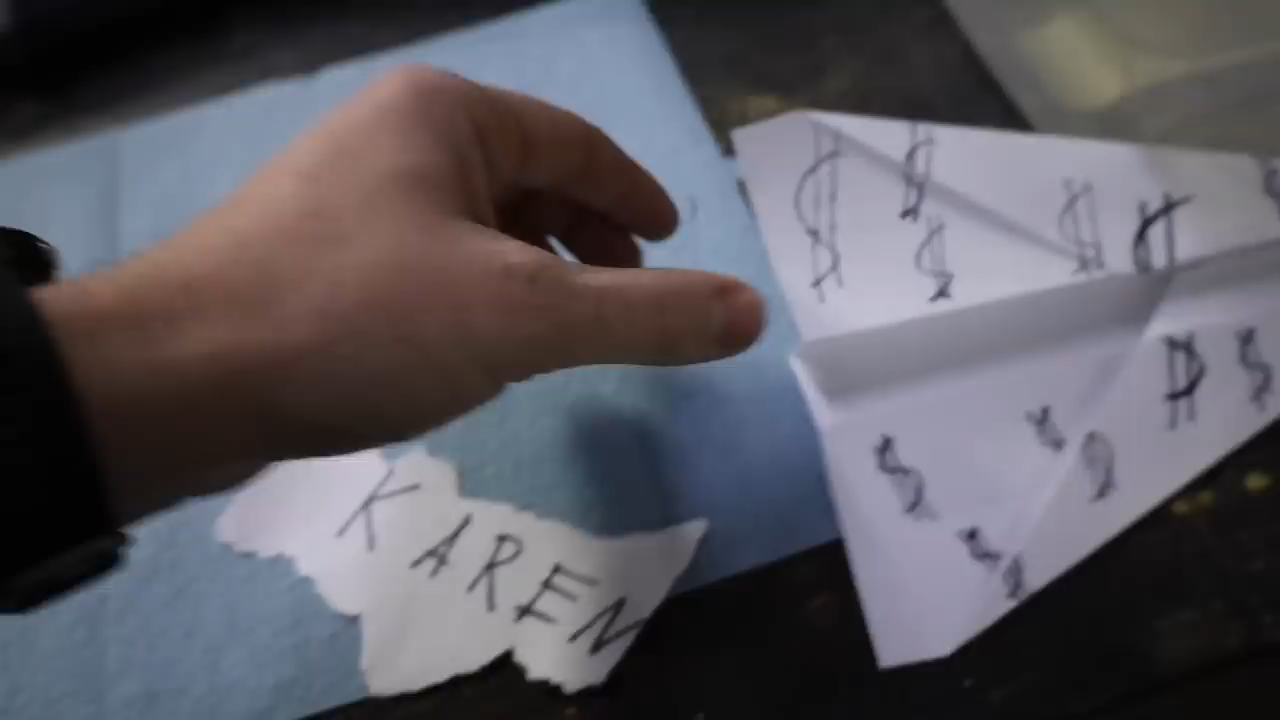 $ $ $ $
$
$ $
$ $ $
$ $
KAREN